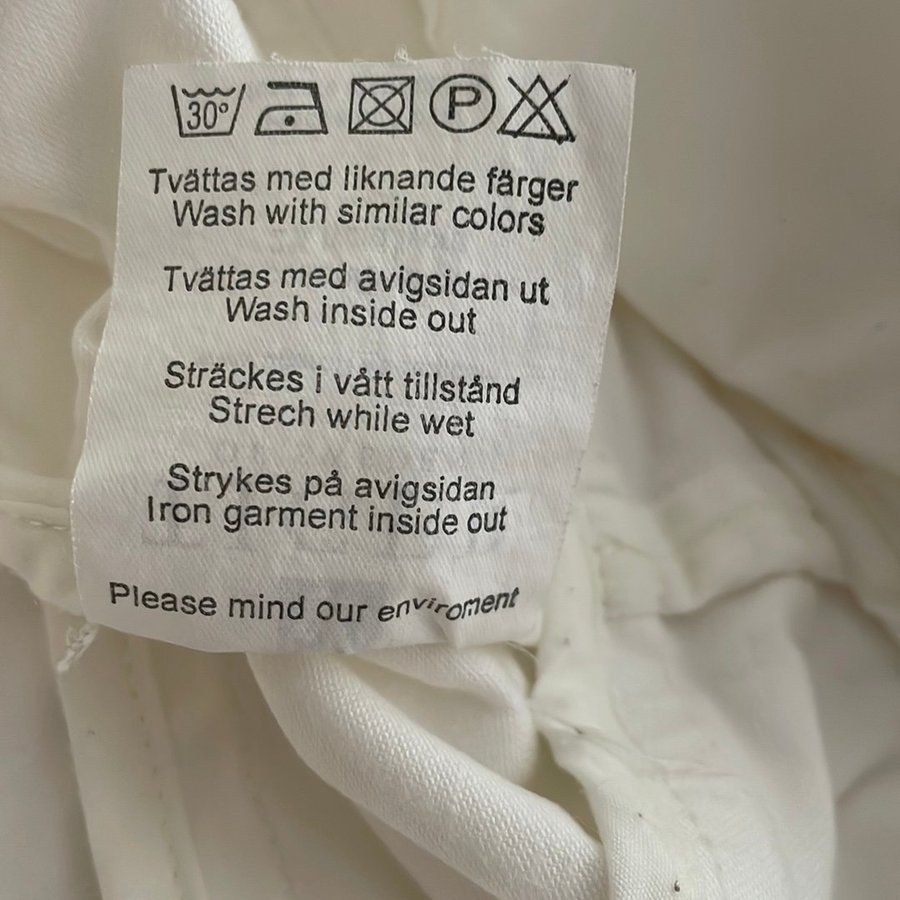 30°
P
Tvättas med liknande färger
Wash with similar colors
Tvättas med avigsidan ut
Wash inside out
Sträckes i vått tillstånd
Strech while wet
Strykes på avigsidan
Iron garment inside out
Please mind our enviroment